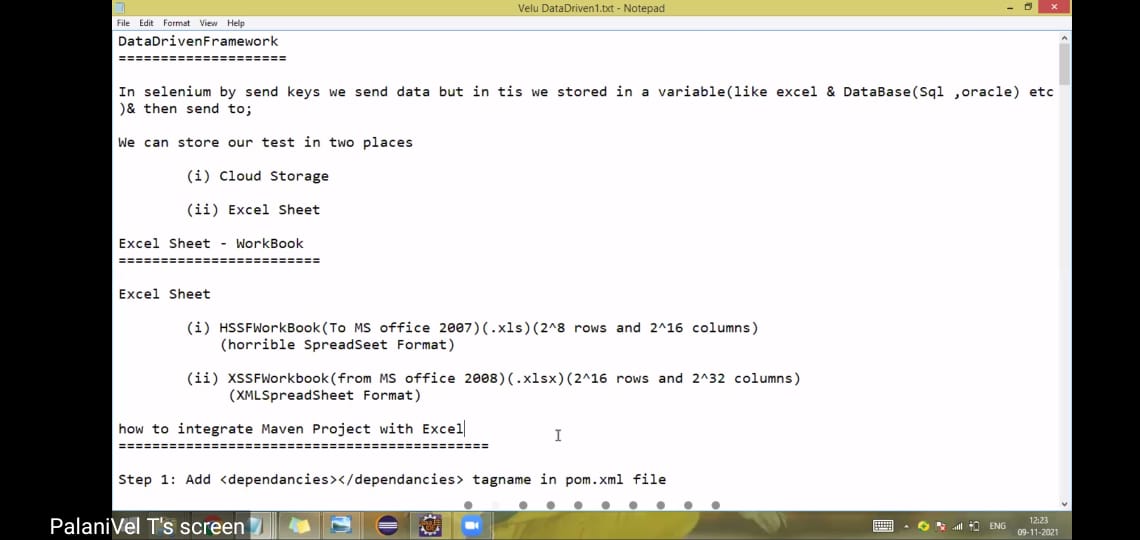 Velu DataDriven1.txt - Notepad
File Edit Format View Help
DataDrivenFramework
====================
In selenium by send keys we send data but in tis we stored in a variable(like excel & DataBase(Sql ,oracle) etc
)& then send to;
We can store our test in two places
(i) Cloud Storage
(ii) Excel Sheet
Excel Sheet - WorkBook
========================
Excel Sheet
(i) HSSFWorkBook(To MS office 2007)(.xls)(2^8 rows and 2^16 columns)
(horrible SpreadSeet Format)
(ii) XSSFWorkbook(from MS office 2008)(.xlsx)(2^16 rows and 2^32 columns)
(XMLSpreadSheet Format)
how to integrate Maven Project with Excel
============================================
Step 1: Add <dependancies></dependancies> tagname in pom.xml file
PalaniVel T's screen
ENG
12:23
09-11-2021